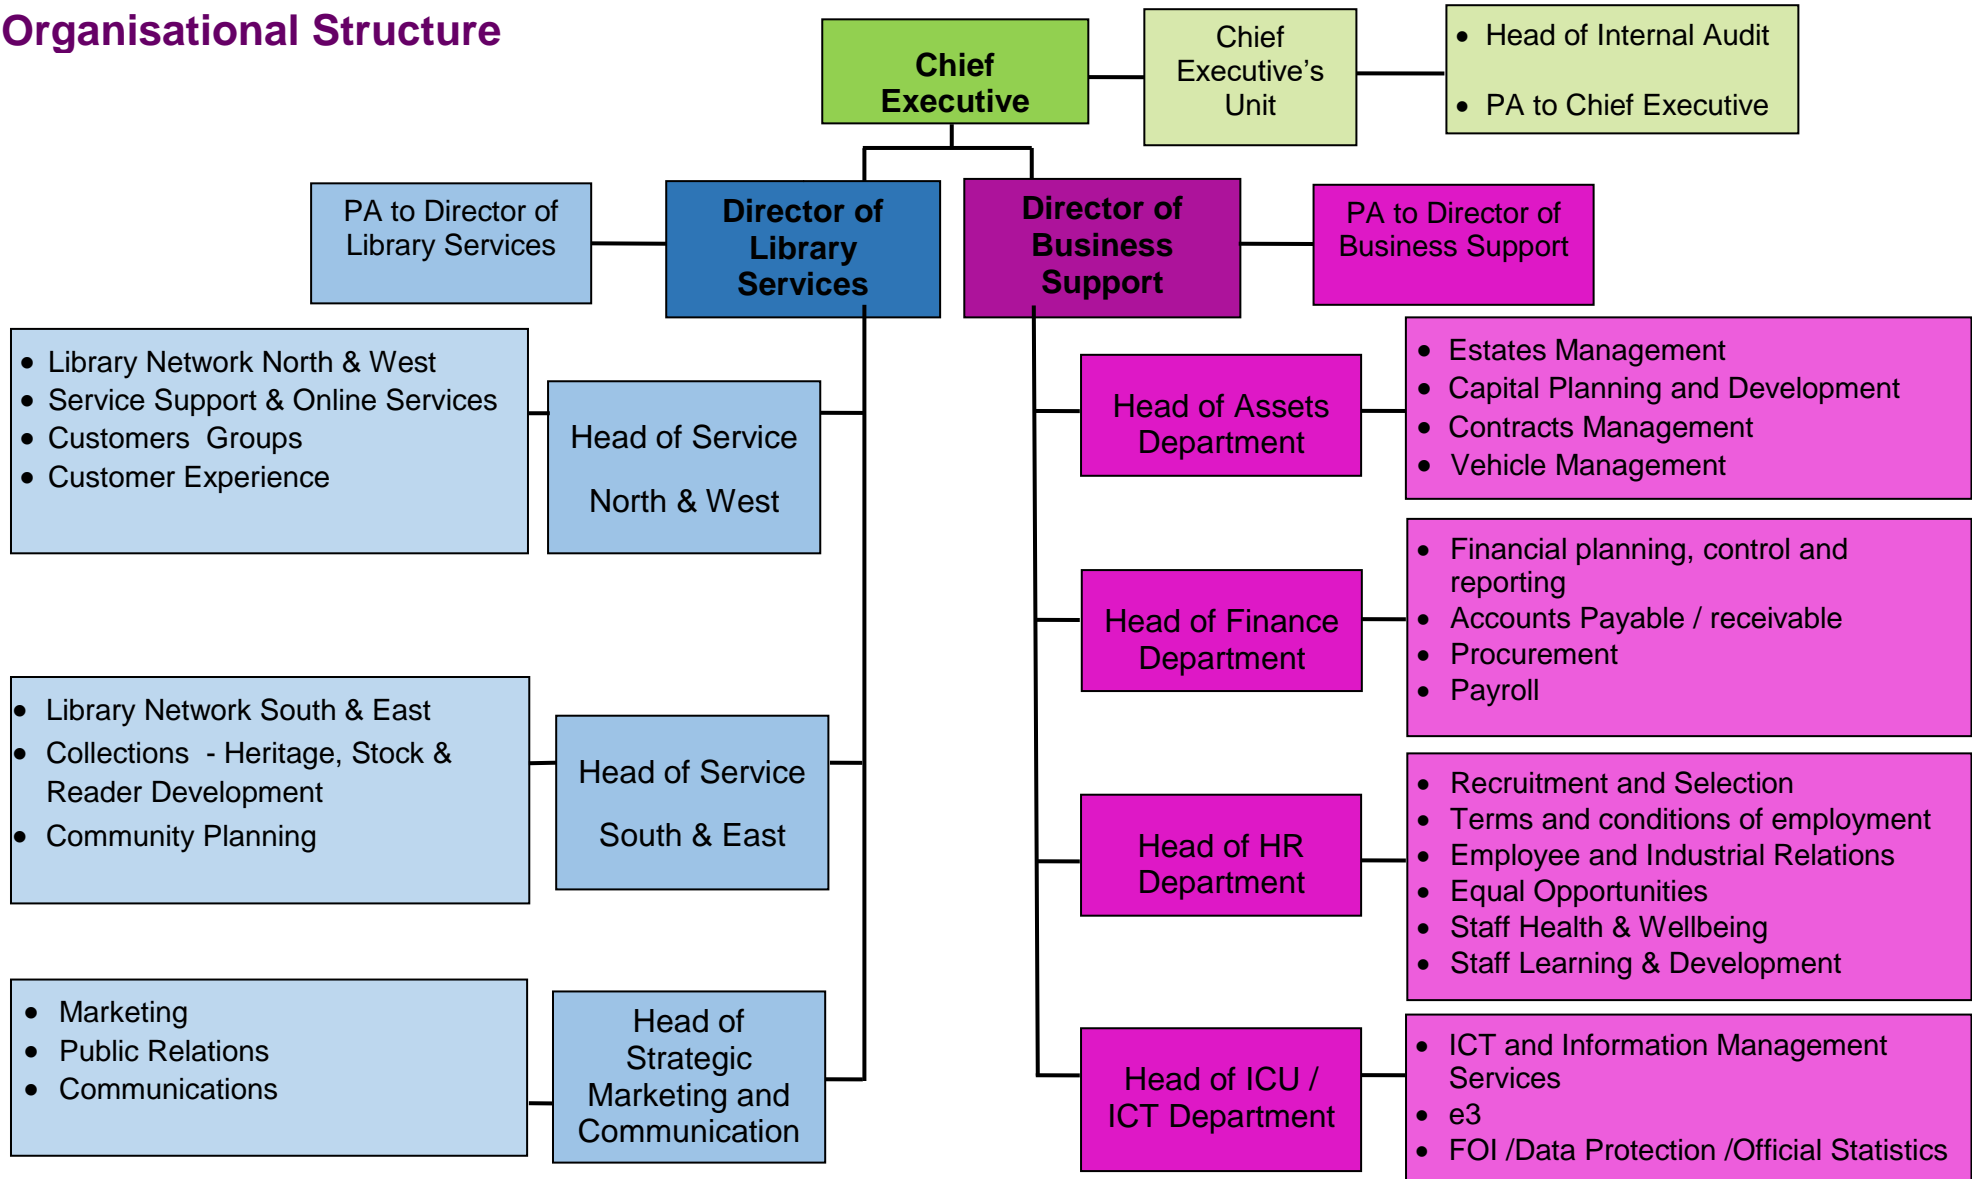 Organisational Structure
Chief
Executive
Chief
Executive’s
Unit
• Head of Internal Audit
• PA to Chief Executive
PA to Director of
Library Services
Director of
Library
Services
Director of
Business
Support
PA to Director of
Business Support
• Library Network North & West
• Service Support & Online Services
• Customers  Groups
• Customer Experience
Head of Service
North & West
Head of Assets
Department
• Estates Management
• Capital Planning and Development
• Contracts Management
• Vehicle Management
Head of Finance
Department
• Financial planning, control and
reporting
• Accounts Payable / receivable
• Procurement
• Payroll
• Library Network South & East
• Collections  - Heritage, Stock &
Reader Development
• Community Planning
Head of Service
South & East
Head of HR
Department
• Recruitment and Selection
• Terms and conditions of employment
• Employee and Industrial Relations
• Equal Opportunities
• Staff Health & Wellbeing
• Staff Learning & Development
• Marketing
• Public Relations
• Communications
Head of
Strategic
Marketing and
Communication
Head of ICU /
ICT Department
• ICT and Information Management
Services
• e3
• FOI /Data Protection /Official Statistics